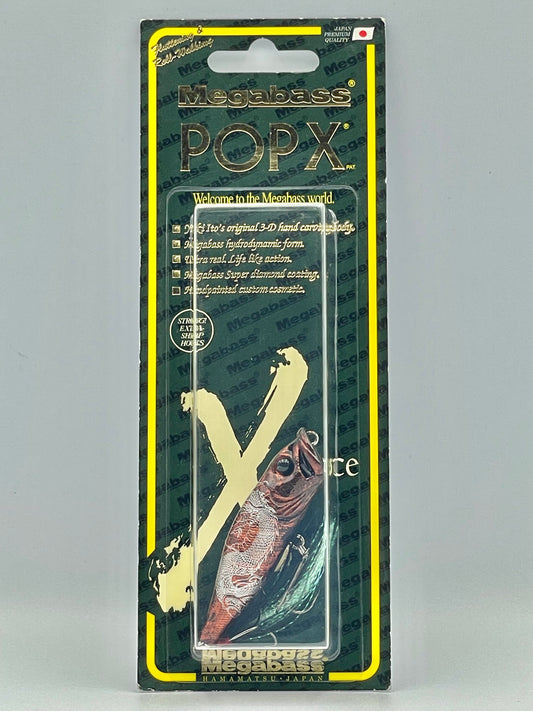 Fluttering &
Roll-Walking
JAPAN
PREMIUM
QUALITY
Megabass®
POPX®
PAT.
Welcome to the Megabass world.
Yuki Ito's original 3-D hand carving body.
Megabass hydrodynamic form.
Ultra real. Life like action.
Megabass Super diamond coating.
Handpainted custom cosmetic.
EXTRA
SHARP
HOOKS
Megabass
HAMAMATSU·JAPAN